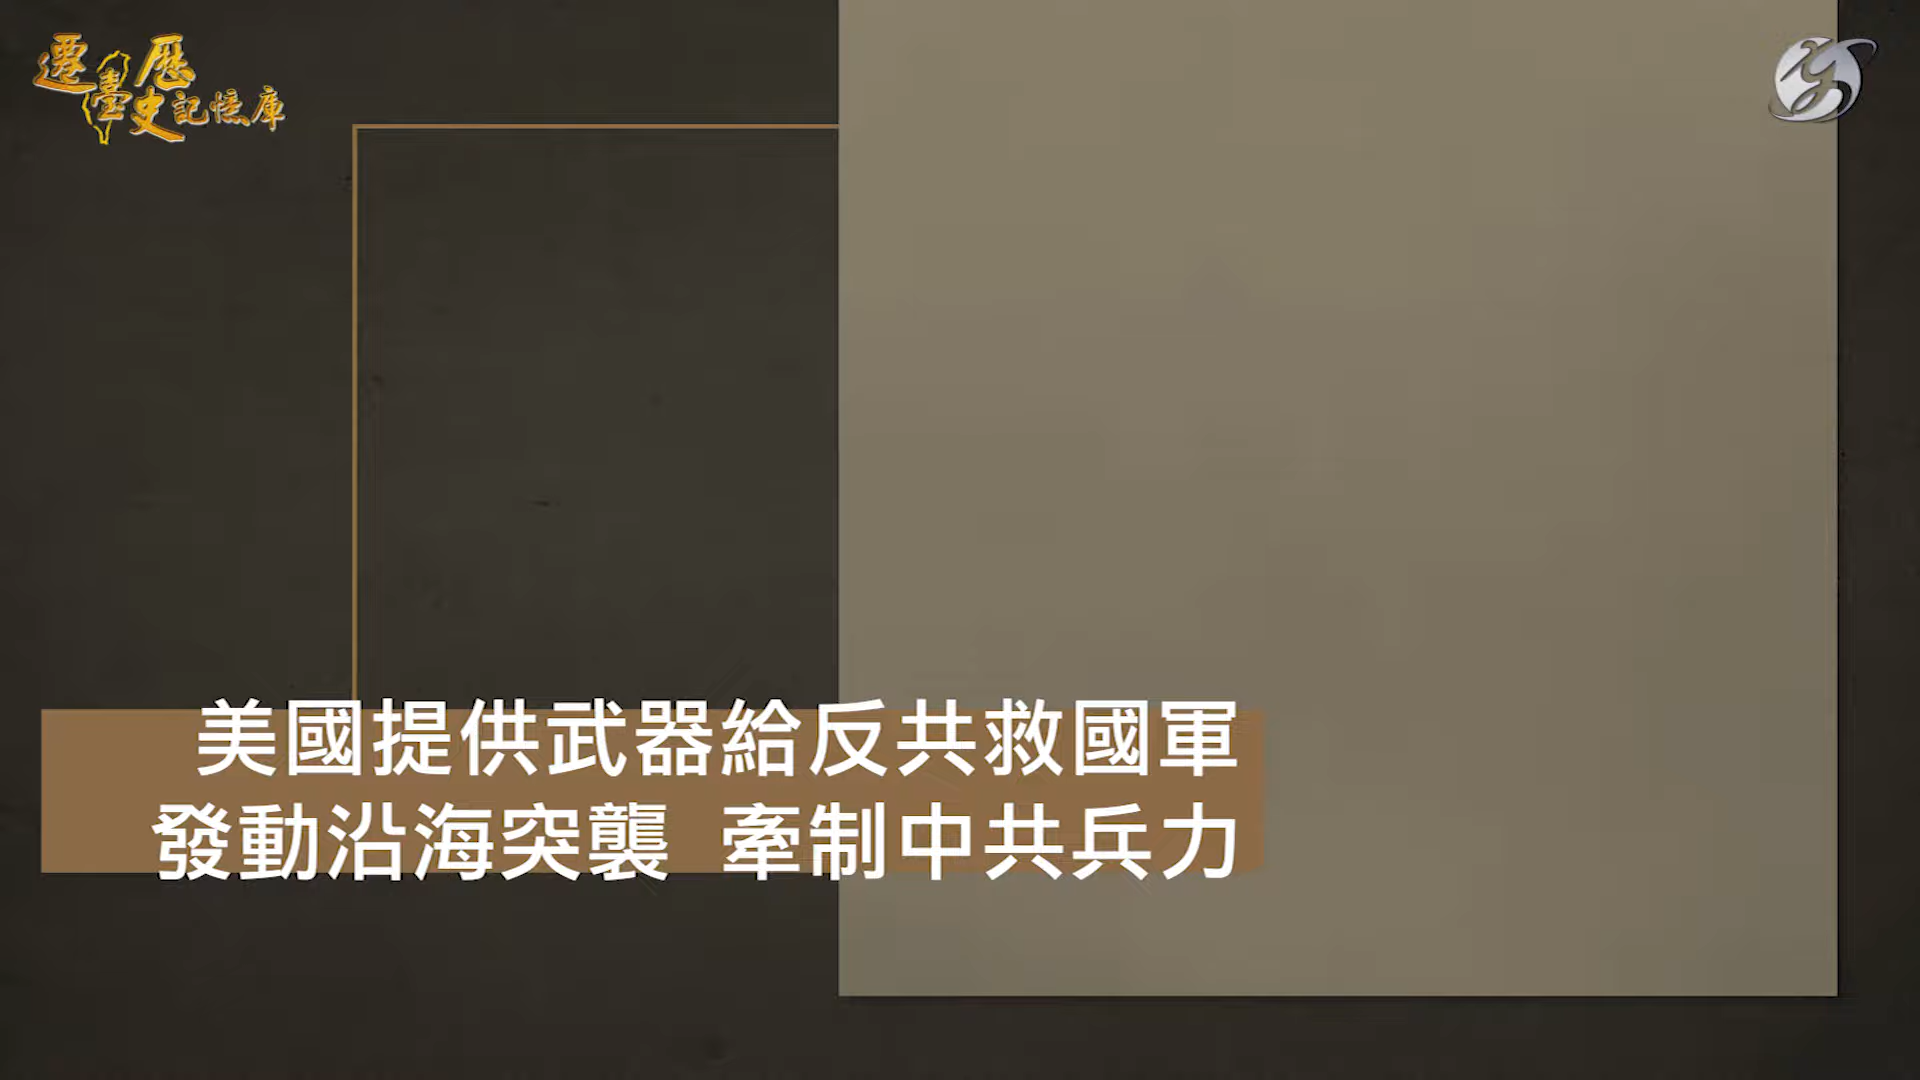 遷臺歷史記憶庫
美國提供武器給反共救國軍
發動沿海突襲 牽制中共兵力